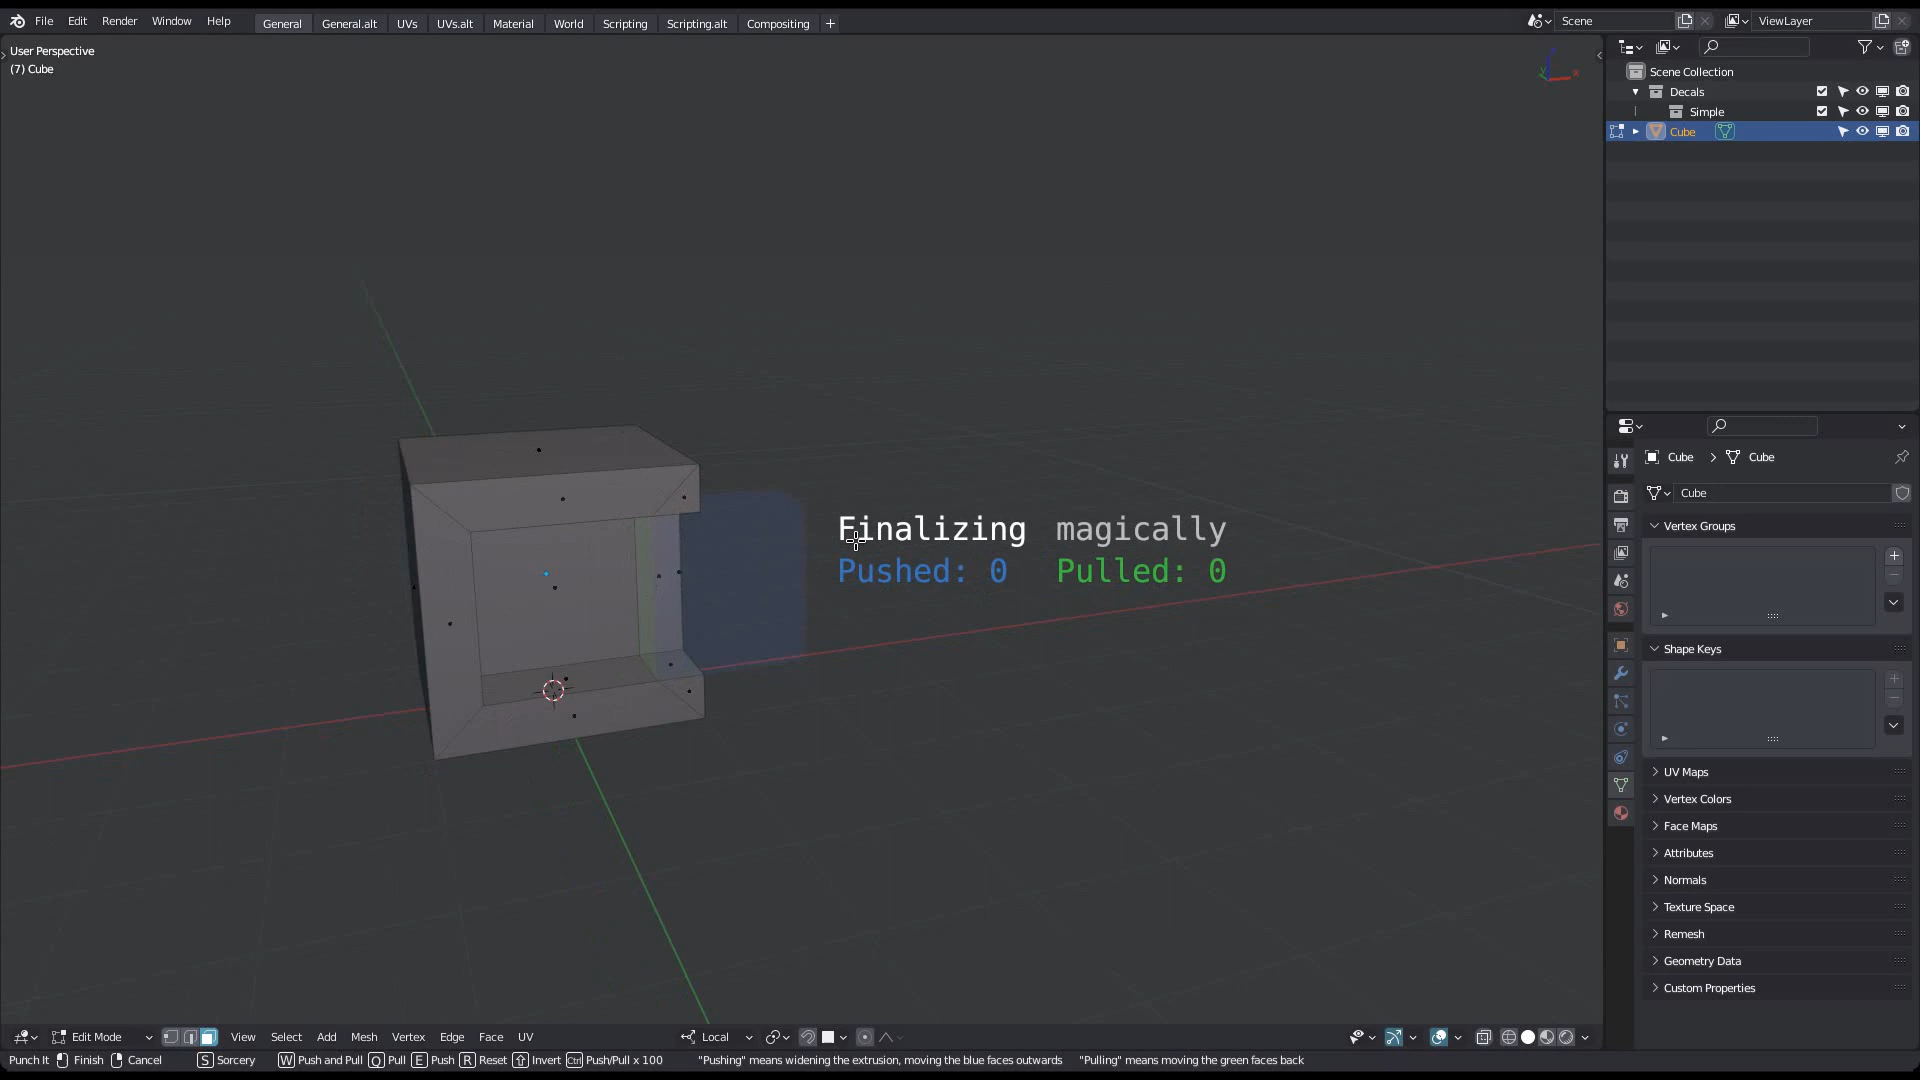 File Edit Render Window Help General General.alt UVs UVs.alt Material World Scripting Scripting.alt Compositing + Scene ViewLayer
User Perspective
(7) Cube
Scene Collection
Decals
Simple
Cube
Cube > Cube
Cube
Vertex Groups
Shape Keys
UV Maps
Vertex Colors
Face Maps
Attributes
Normals
Texture Space
Remesh
Geometry Data
Custom Properties
Finalizing magically
Pushed: 0 Pulled: 0
Edit Mode View Select Add Mesh Vertex Edge Face UV Local
Punch It Finish Cancel S Sorcery W Push and Pull Q Pull E Push R Reset Invert Ctrl Push/Pull x 100 "Pushing" means widening the extrusion, moving the blue faces outwards "Pulling" means moving the green faces back